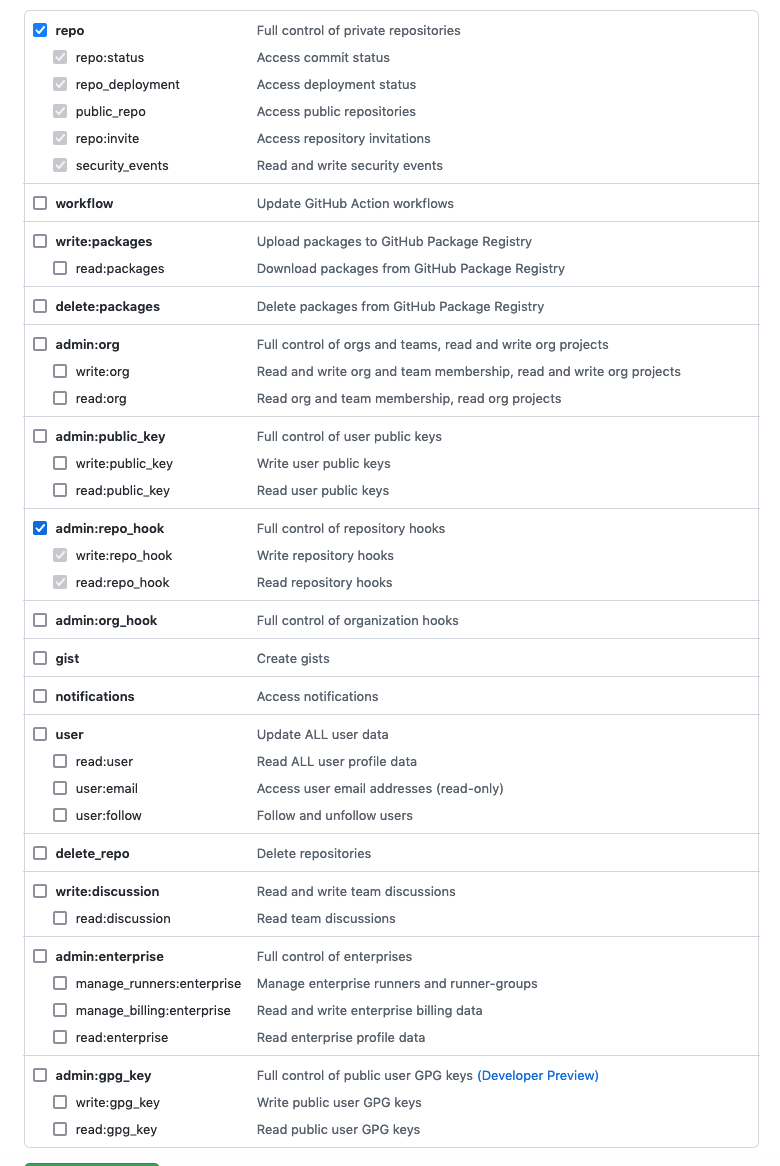 repo Full control of private repositories
repo:status Access commit status
repo_deployment Access deployment status
public_repo Access public repositories
repo:invite Access repository invitations
security_events Read and write security events
workflow Update GitHub Action workflows
write:packages Upload packages to GitHub Package Registry
read:packages Download packages from GitHub Package Registry
delete:packages Delete packages from GitHub Package Registry
admin:org Full control of orgs and teams, read and write org projects
write:org Read and write org and team membership, read and write org projects
read:org Read org and team membership, read org projects
admin:public_key Full control of user public keys
write:public_key Write user public keys
read:public_key Read user public keys
admin:repo_hook Full control of repository hooks
write:repo_hook Write repository hooks
read:repo_hook Read repository hooks
admin:org_hook Full control of organization hooks
gist Create gists
notifications Access notifications
user Update ALL user data
read:user Read ALL user profile data
user:email Access user email addresses (read-only)
user:follow Follow and unfollow users
delete_repo Delete repositories
write:discussion Read and write team discussions
read:discussion Read team discussions
admin:enterprise Full control of enterprises
manage_runners:enterprise Manage enterprise runners and runner-groups
manage_billing:enterprise Read and write enterprise billing data
read:enterprise Read enterprise profile data
admin:gpg_key Full control of public user GPG keys (Developer Preview)
write:gpg_key Write public user GPG keys
read:gpg_key Read public user GPG keys